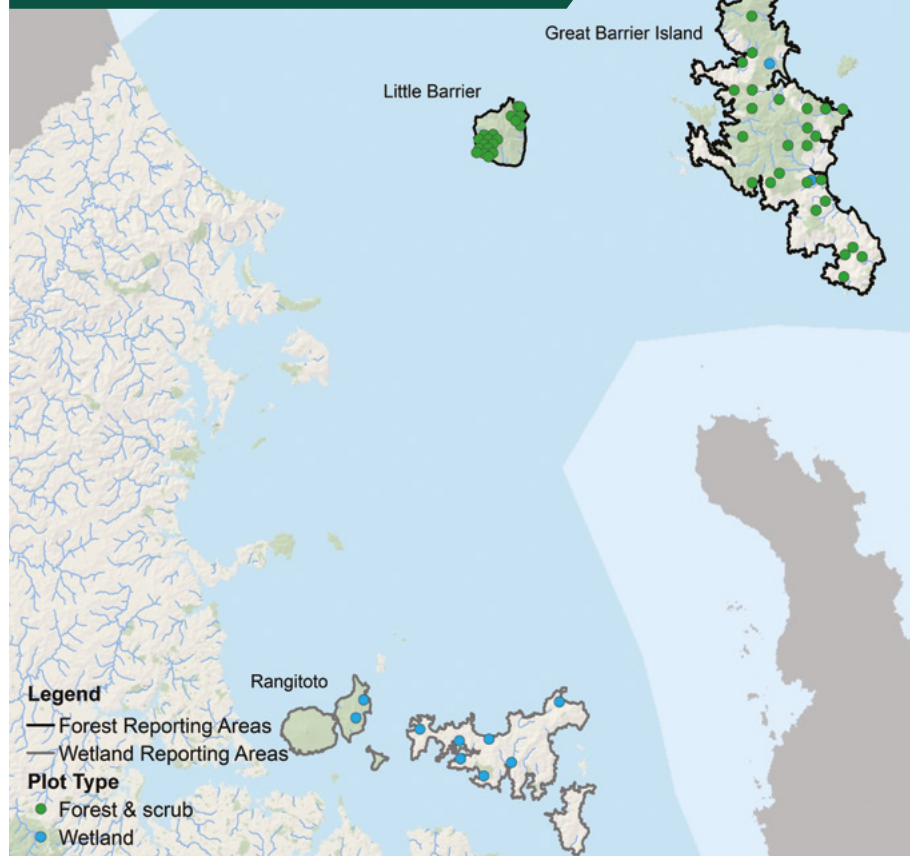 Great Barrier Island
Little Barrier
Rangitoto
Legend
Forest Reporting Areas
Wetland Reporting Areas
Plot Type
Forest & scrub
Wetland